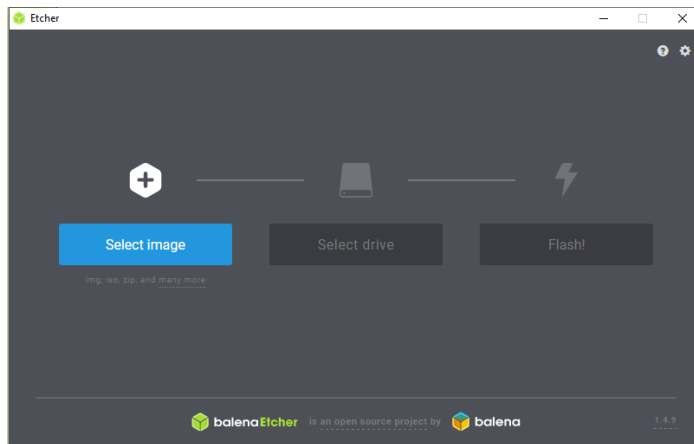 Etcher
Select image
Select drive
Flash!
img, iso, zip, and many more
balenaEtcher is an open source project by balena
1.4.9